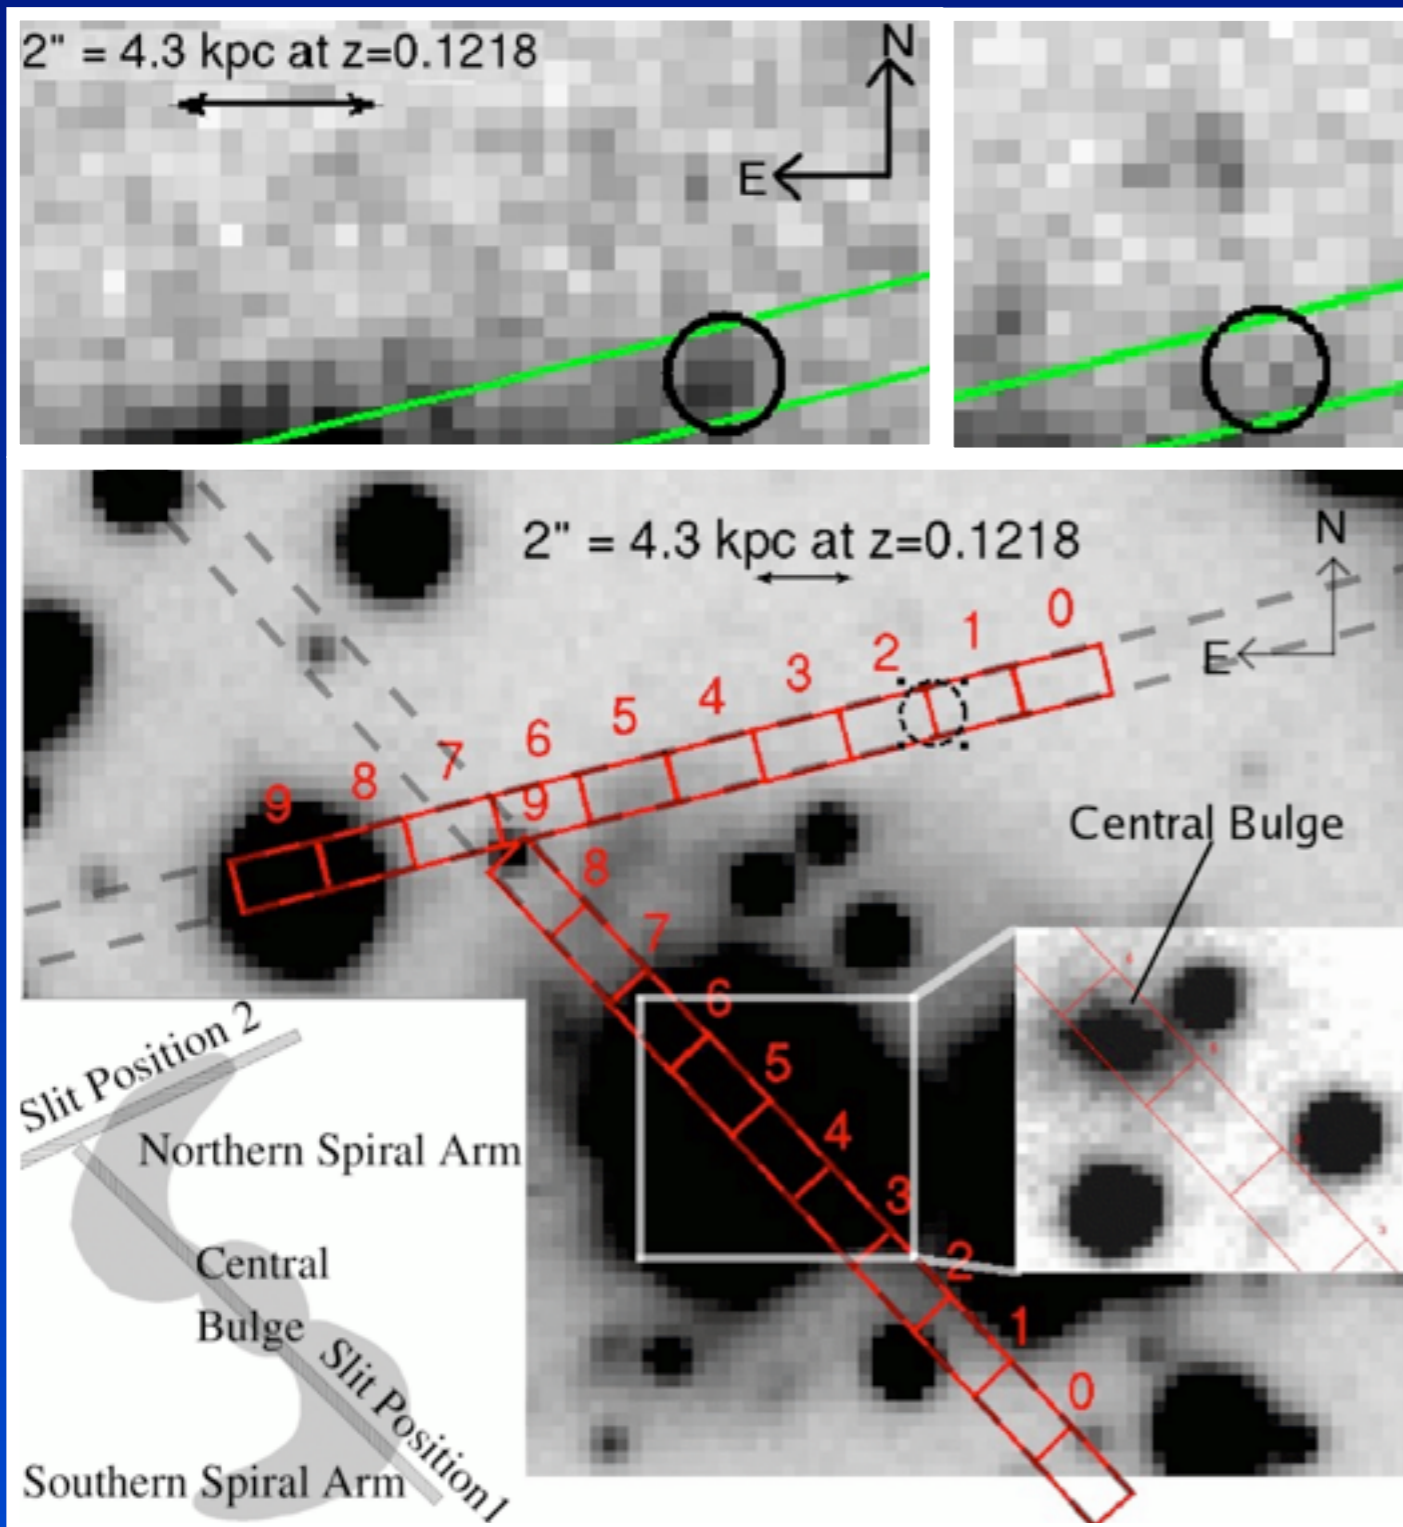 2" = 4.3 kpc at z=0.1218
N
E
2" = 4.3 kpc at z=0.1218
N
E
0
1
2
3
4
5
6
7
8
9
9
8
7
6
5
4
3
2
1
0
Central Bulge
Slit Position 2
Northern Spiral Arm
Central
Bulge
Slit Position1
Southern Spiral Arm